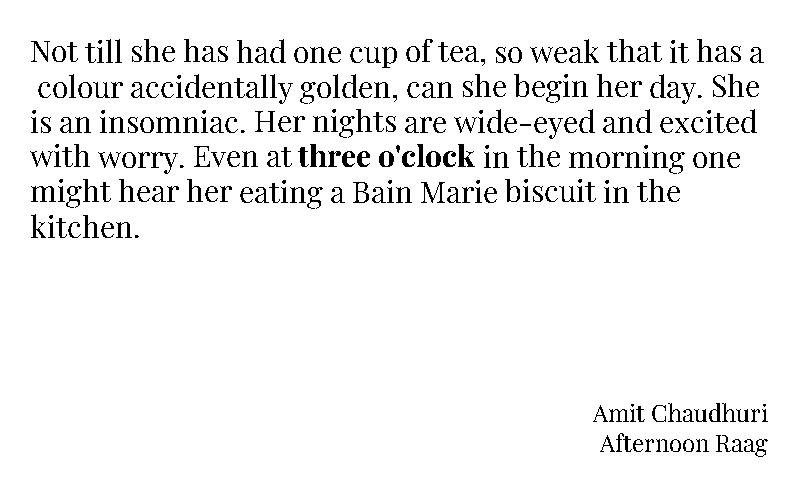 Not till she has had one cup of tea, so weak that it has a
colour accidentally golden, can she begin her day. She
is an insomniac. Her nights are wide-eyed and excited
with worry. Even at three o'clock in the morning one
might hear her eating a Bain Marie biscuit in the
kitchen.
Amit Chaudhuri
Afternoon Raag